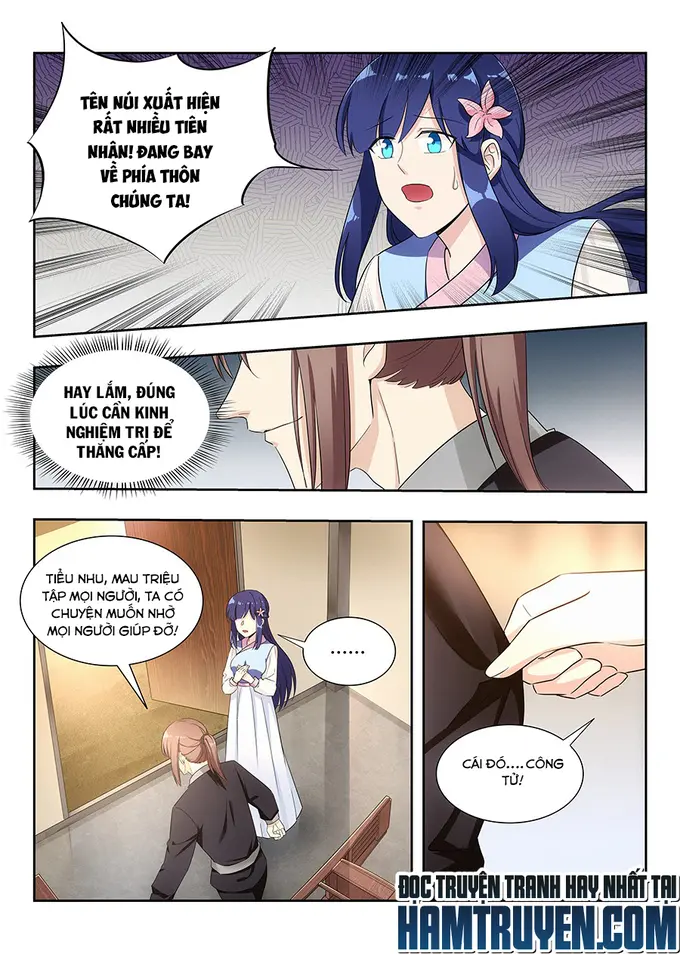 TÊN NÚI XUẤT HIỆN
RẤT NHIỀU TIÊN
NHÂN! ĐANG BAY
VỀ PHÍA THÔN
CHÚNG TA!
HAY LẮM, ĐÚNG
LÚC CẦN KINH
NGHIỆM TRỊ ĐỂ
THĂNG CẤP!
TIỂU NHU, MAU TRIỆU
TẬP MỌI NGƯỜI, TA CÓ
CHUYỆN MUỐN NHỜ
MỌI NGƯỜI GIÚP ĐỠ!
......
CÁI ĐÓ....CÔNG
TỬ!
ĐỌC TRUYỆN TRANH HAY NHẤT TẠI
HAMTRUYEN.COM